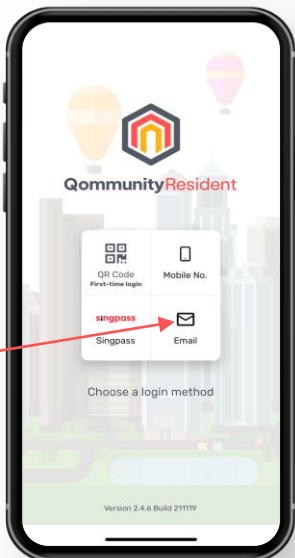 QommunityResident
QR Code
First-time login
Mobile No.
singpass
Singpass
Email
Choose a login method
Version 2.4.6 Build 211119